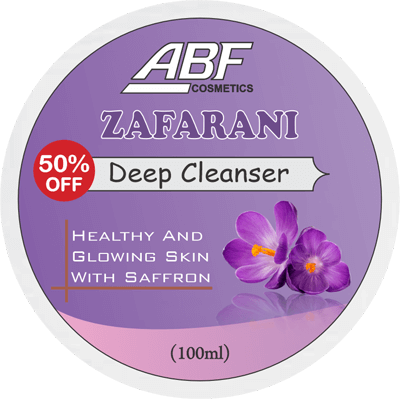 ABF
COSMETICS
ZAFARANI
50%
OFF
Deep Cleanser
HEALTHY AND
GLOWING SKIN
WITH SAFFRON
(100ml)